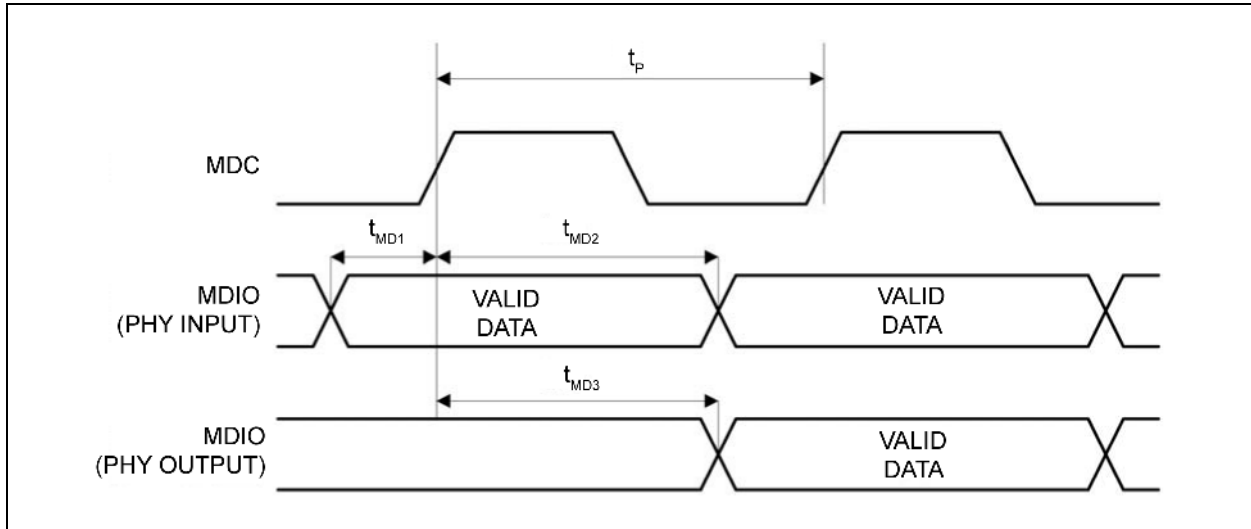 tP
MDC
tMD1
tMD2
MDIO
(PHY INPUT)
VALID
DATA
VALID
DATA
tMD3
MDIO
(PHY OUTPUT)
VALID
DATA